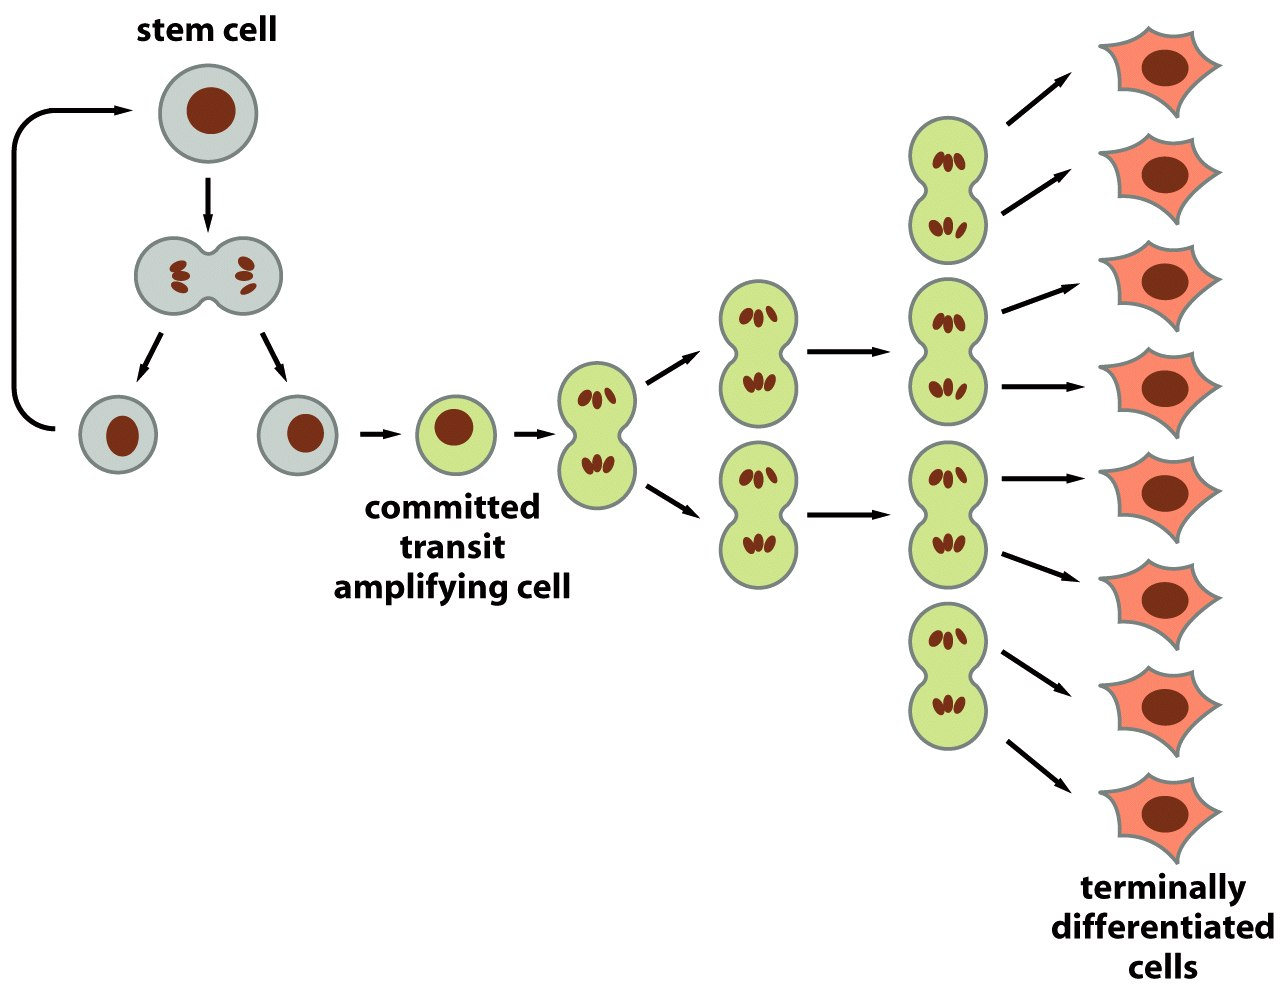 stem cell
committed
transit
amplifying cell
terminally
differentiated
cells